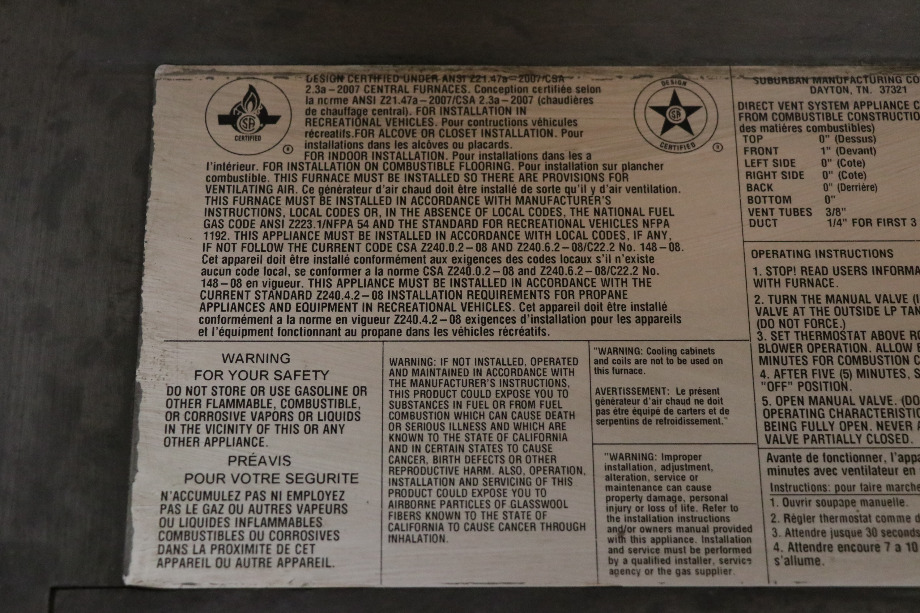 DESIGN CERTIFIED UNDER ANSI Z21.47a–2007/CSA
2.3a–2007 CENTRAL FURNACES. Conception certifiée selon
la norme ANSI Z21.47a–2007/CSA 2.3a–2007 (chaudières
de chauffage central). FOR INSTALLATION IN
RECREATIONAL VEHICLES. Pour contructions véhicules
récreatifs.FOR ALCOVE OR CLOSET INSTALLATION. Pour
installations dans les alcôves ou placards.
FOR INDOOR INSTALLATION. Pour installations dans les a
l'intérieur. FOR INSTALLATION ON COMBUSTIBLE FLOORING. Pour installation sur plancher
combustible. THIS FURNACE MUST BE INSTALLED SO THERE ARE PROVISIONS FOR
VENTILATING AIR. Ce générateur d'air chaud doit être installé de sorte qu'il y d'air ventilation.
THIS FURNACE MUST BE INSTALLED IN ACCORDANCE WITH MANUFACTURER'S
INSTRUCTIONS, LOCAL CODES OR, IN THE ABSENCE OF LOCAL CODES, THE NATIONAL FUEL
GAS CODE ANSI Z223.1/NFPA 54 AND THE STANDARD FOR RECREATIONAL VEHICLES NFPA
1192. THIS APPLIANCE MUST BE INSTALLED IN ACCORDANCE WITH LOCAL CODES, IF ANY,
IF NOT FOLLOW THE CURRENT CODE CSA Z240.0.2–08 AND Z240.6.2–08/C22.2 No. 148–08.
Cet appareil doit être installé conformément aux exigences des codes locaux s'il n'existe
aucun code local, se conformer a la norme CSA Z240.0.2–08 and Z240.6.2–08/C22.2 No.
148–08 en vigueur. THIS APPLIANCE MUST BE INSTALLED IN ACCORDANCE WITH THE
CURRENT STANDARD Z240.4.2–08 INSTALLATION REQUIREMENTS FOR PROPANE
APPLIANCES AND EQUIPMENT IN RECREATIONAL VEHICLES. Cet appareil doit être installé
conformément a la norme en vigueur Z240.4.2–08 exigences d'installation pour les appareils
et l'équipement fonctionnant au propane dans les véhicules récréatifs.
CERTIFIED
DESIGN
CERTIFIED
SUBURBAN MANUFACTURING CO
DAYTON, TN. 37321
DIRECT VENT SYSTEM APPLIANCE C
FROM COMBUSTIBLE CONSTRUCTIO
des matières combustibles)
TOP 0" (Dessus)
FRONT 1" (Devant)
LEFT SIDE 0" (Cote)
RIGHT SIDE 0" (Cote)
BACK 0" (Derrière)
BOTTOM 0"
VENT TUBES 3/8"
DUCT 1/4" FOR FIRST 3
OPERATING INSTRUCTIONS
1. STOP! READ USERS INFORMA
WITH FURNACE.
2. TURN THE MANUAL VALVE (
VALVE AT THE OUTSIDE LP TAN
(DO NOT FORCE.)
3. SET THERMOSTAT ABOVE RO
BLOWER OPERATION. ALLOW
MINUTES FOR COMBUSTION C
4. AFTER FIVE (5) MINUTES, S
"OFF" POSITION.
5. OPEN MANUAL VALVE. (DO
OPERATING CHARACTERISTI
BEING FULLY OPEN. NEVER
VALVE PARTIALLY CLOSED.
Avante de fonctionner, l'appa
minutes avec ventilateur en
Instructions: pour faire marche
1. Ouvrir soupape manuelle.
2. Régler thermostat comme d
3. Attendre jusque 30 seconds
4. Attendre encoure 7 a 10
s'allume.
WARNING
FOR YOUR SAFETY
DO NOT STORE OR USE GASOLINE OR
OTHER FLAMMABLE, COMBUSTIBLE,
OR CORROSIVE VAPORS OR LIQUIDS
IN THE VICINITY OF THIS OR ANY
OTHER APPLIANCE.
PRÉAVIS
POUR VOTRE SECURITE
N'ACCUMULEZ PAS NI EMPLOYEZ
PAS LE GAZ OU AUTRES VAPEURS
OU LIQUIDES INFLAMMABLES
COMBUSTIBLES OU CORROSIVES
DANS LA PROXIMITE DE CET
APPAREIL OU AUTRE APPAREIL.
WARNING: IF NOT INSTALLED, OPERATED
AND MAINTAINED IN ACCORDANCE WITH
THE MANUFACTURER'S INSTRUCTIONS,
THIS PRODUCT COULD EXPOSE YOU TO
SUBSTANCES IN FUEL OR FROM FUEL
COMBUSTION WHICH CAN CAUSE DEATH
OR SERIOUS ILLNESS AND WHICH ARE
KNOWN TO THE STATE OF CALIFORNIA
AND IN CERTAIN STATES TO CAUSE
CANCER, BIRTH DEFECTS OR OTHER
REPRODUCTIVE HARM. ALSO, OPERATION,
INSTALLATION AND SERVICING OF THIS
PRODUCT COULD EXPOSE YOU TO
AIRBORNE PARTICLES OF GLASSWOOL
FIBERS KNOWN TO THE STATE OF
CALIFORNIA TO CAUSE CANCER THROUGH
INHALATION.
"WARNING: Cooling cabinets
and coils are not to be used on
this furnace.
AVERTISSEMENT: Le présent
générateur d'air chaud ne doit
pas être équipé de carters et de
serpentins de refroidissement."
"WARNING: Improper
installation, adjustment,
alteration, service or
maintenance can cause
property damage, personal
injury or loss of life. Refer to
the installation instructions
and/or owners manual provided
with this appliance. Installation
and service must be performed
by a qualified installer, service
agency or the gas supplier.